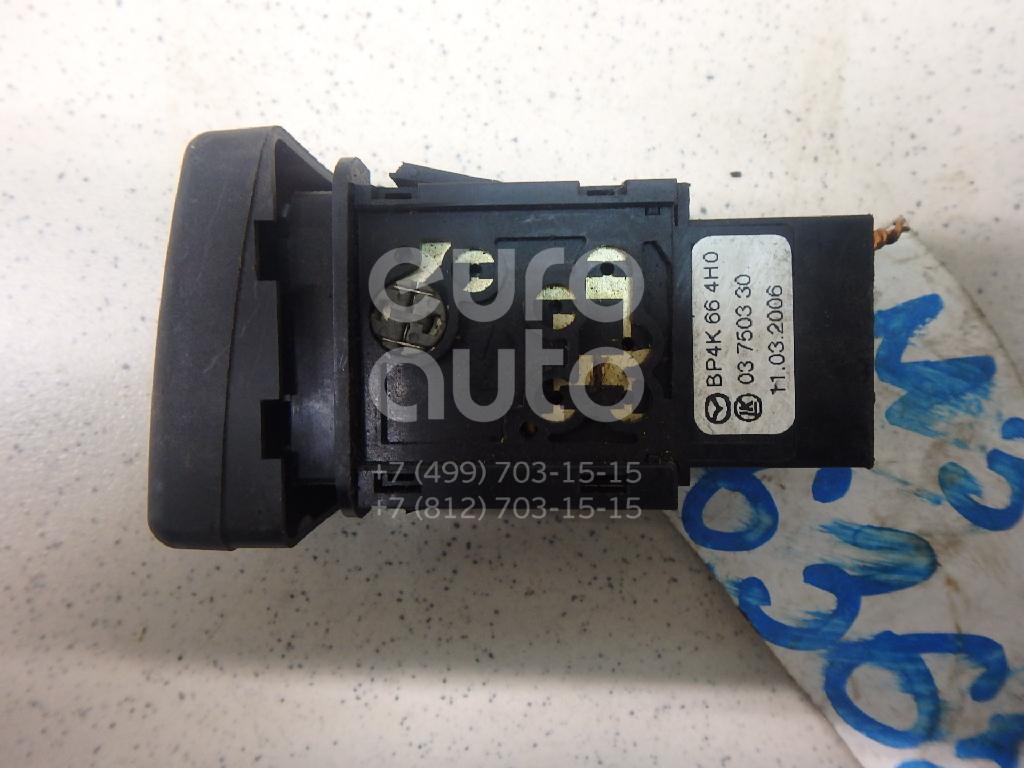 euro
auto
+7 (499) 703-15-15
+7 (812) 703-15-15
BP4K 66 4H0
03 7503 30
11.03.2006